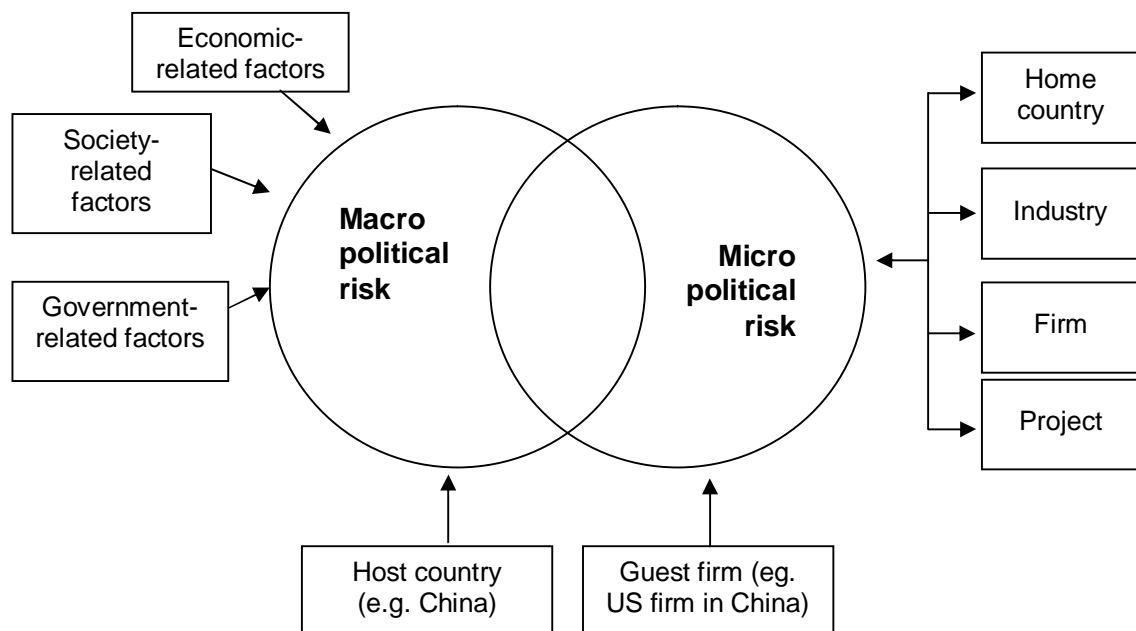 Economic-
related factors
Society-
related
factors
Government-
related factors
Macro
political
risk
Micro
political
risk
Home
country
Industry
Firm
Project
Host country
(e.g. China)
Guest firm (eg.
US firm in China)